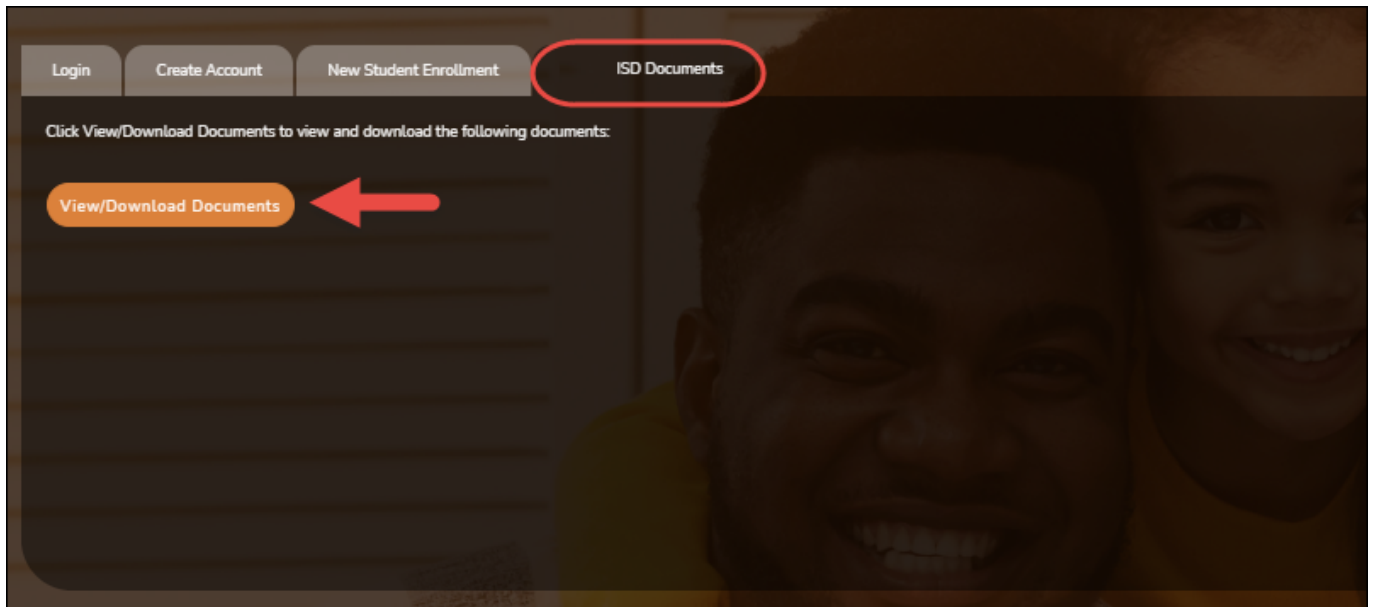 Login
Create Account
New Student Enrollment
ISD Documents
Click View/Download Documents to view and download the following documents:
View/Download Documents